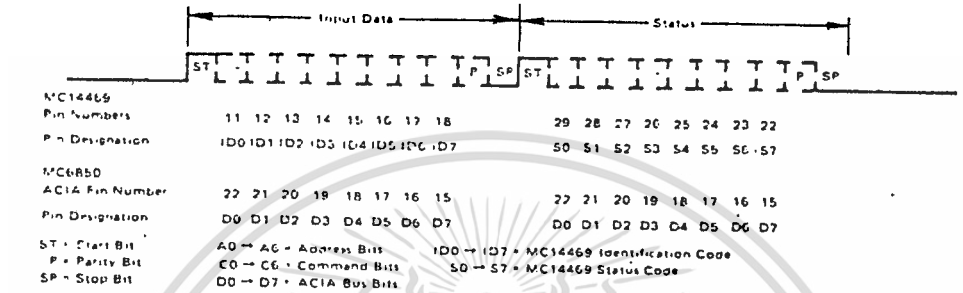 Input Data Status
ST P SP ST P SP
MC14469
Pin Numbers 11 12 13 14 15 16 17 18 29 28 27 26 25 24 23 22
Pin Designation ID0 ID1 ID2 ID3 ID4 ID5 ID6 ID7 S0 S1 S2 S3 S4 S5 S6 S7
MC6850
ACIA Pin Number 22 21 20 19 18 17 16 15 22 21 20 19 18 17 16 15
Pin Designation D0 D1 D2 D3 D4 D5 D6 D7 D0 D1 D2 D3 D4 D5 D6 D7
ST = Start Bit A0 → A6 = Address Bits ID0 → ID7 = MC14469 Identification Code
P = Parity Bit C0 → C6 = Command Bits S0 → S7 = MC14469 Status Code
SP = Stop Bit D0 → D7 = ACIA Bus Bits